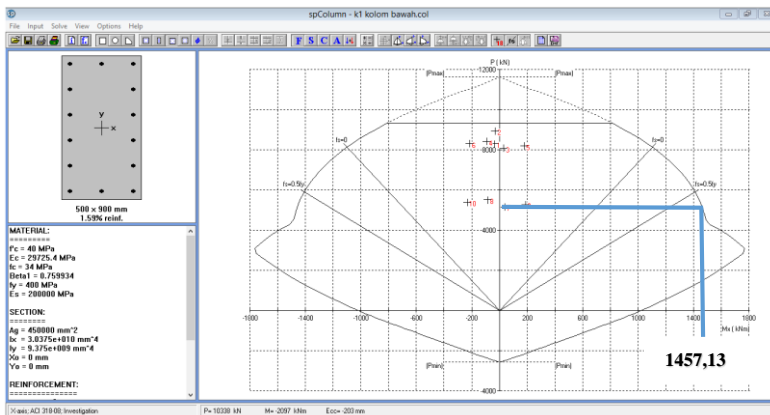 spColumn - k1 kolom bawah.col
File Input Solve View Options Help
F S C A
y
x
500 x 900 mm
1.59% reinf.
MATERIAL:
=========
f'c = 40 MPa
Ec = 29725.4 MPa
fc = 34 MPa
Beta1 = 0.759934
fy = 400 MPa
Es = 200000 MPa
SECTION:
========
Ag = 450000 mm^2
Ix = 3.0375e+010 mm^4
Iy = 9.375e+009 mm^4
Xo = 0 mm
Yo = 0 mm
REINFORCEMENT:
P ( kN)
12000
(Pmax)
(Pmax)
8000
fs=0
fs=0
fs=0.5fy
fs=0.5fy
10
4000
-1800
-1400
-1000
-600
-200
200
600
1000
1400
1800
Mx ( kNm)
1457,13
(Pmin)
(Pmin)
-4000
X-axis; ACI 318-08; Investigation
P= 10338 kN M= -2097 kNm Ecc= -203 mm